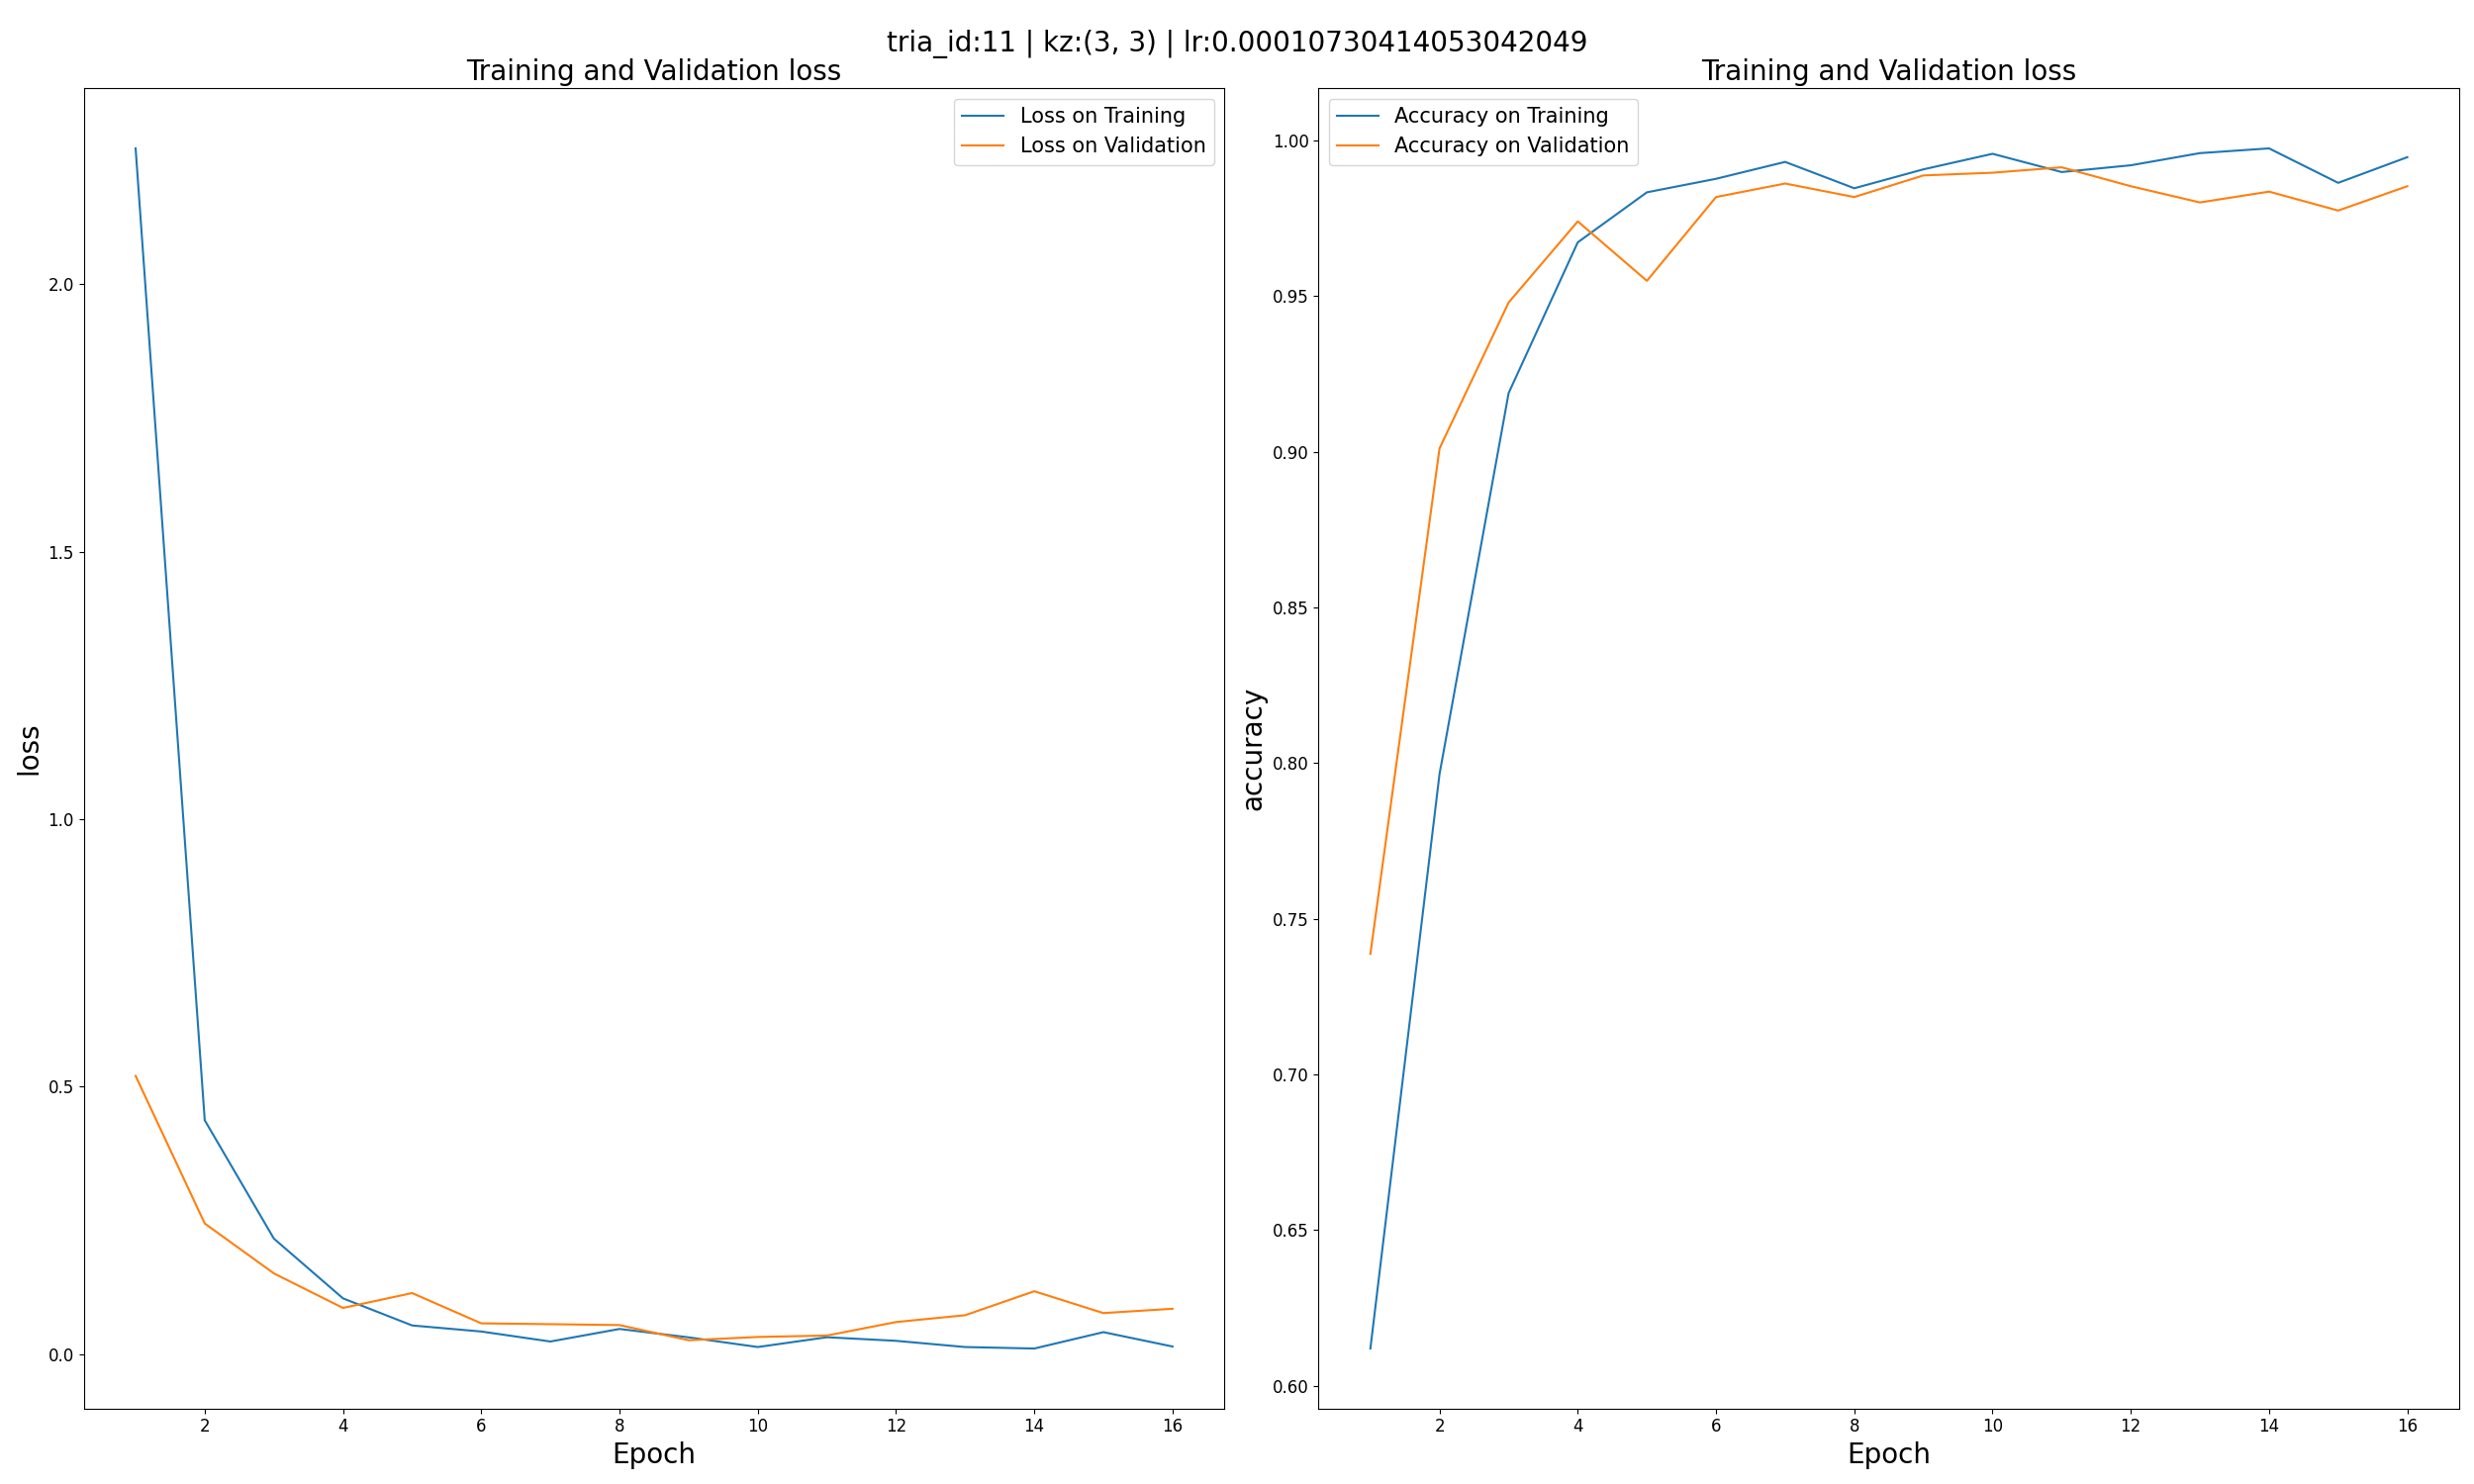 tria_id:11 | kz:(3, 3) | lr:0.00010730414053042049
Training and Validation loss
Loss on Training
Loss on Validation
2.0
1.5
1.0
0.5
0.0
loss
2 4 6 8 10 12 14 16
Epoch
Training and Validation loss
Accuracy on Training
Accuracy on Validation
1.00
0.95
0.90
0.85
0.80
0.75
0.70
0.65
0.60
accuracy
2 4 6 8 10 12 14 16
Epoch